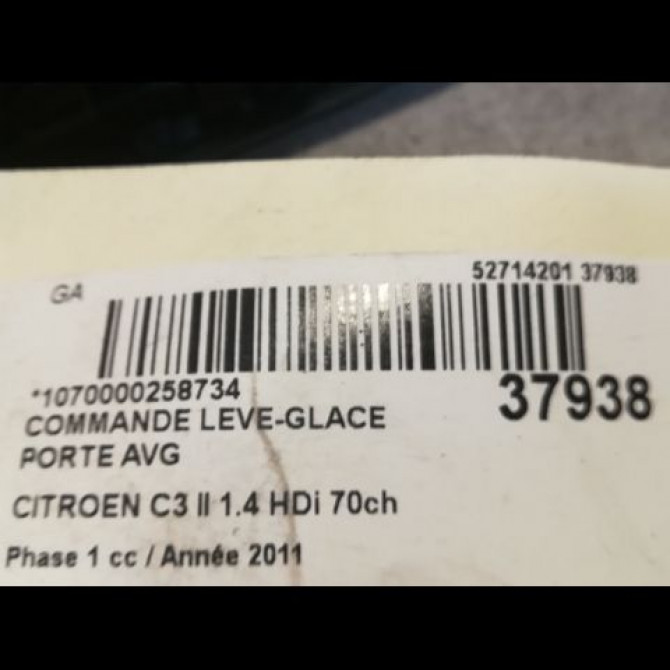 GA
52714201 37938
*1070000258734
37938
COMMANDE LEVE-GLACE
PORTE AVG
CITROEN C3 II 1.4 HDi 70ch
Phase 1 cc / Année 2011